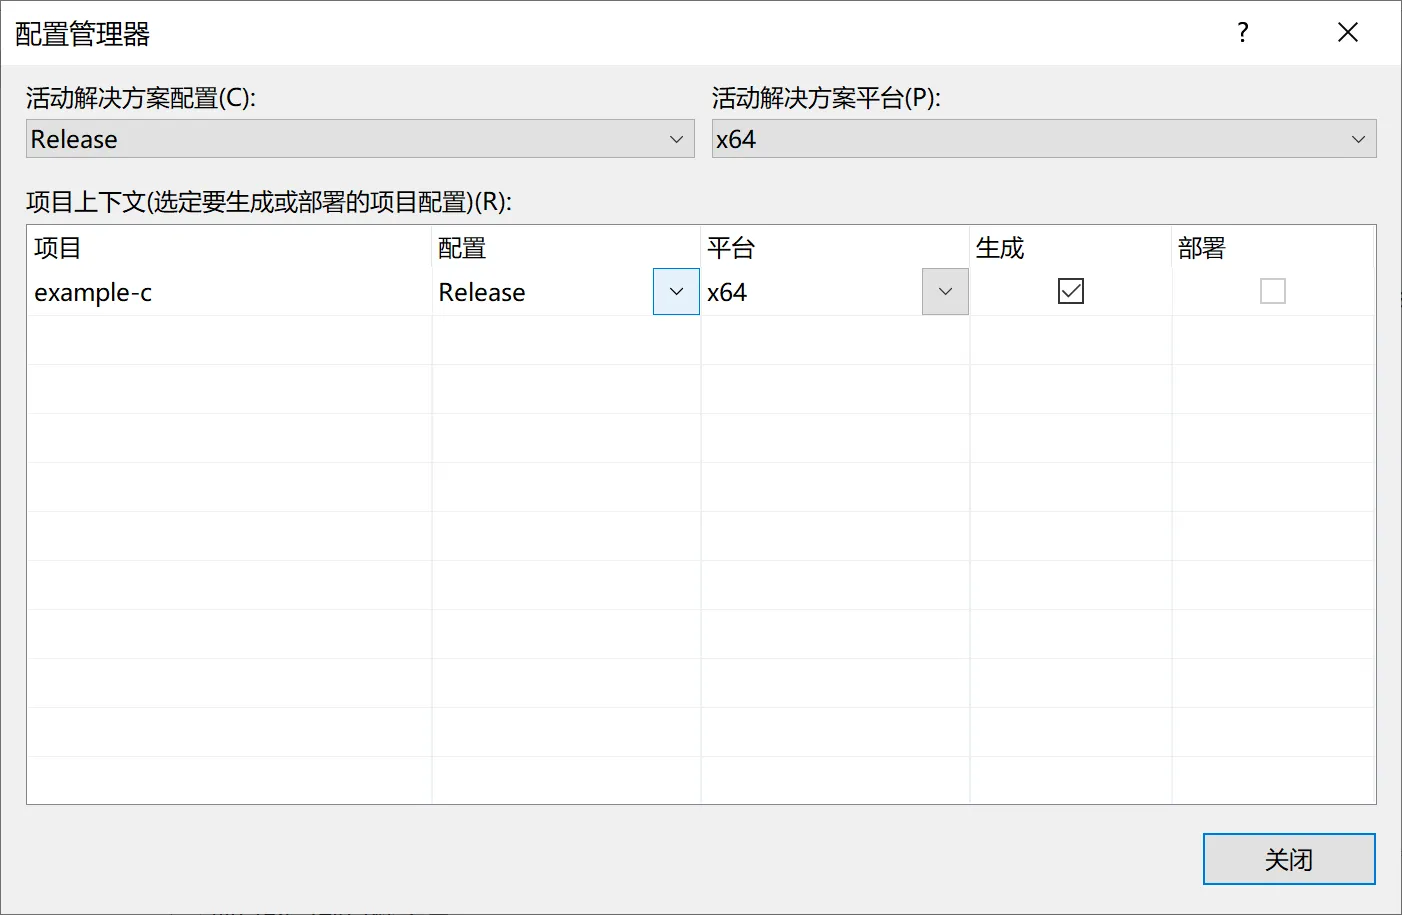 配置管理器
?
活动解决方案配置(C):
活动解决方案平台(P):
Release
x64
项目上下文(选定要生成或部署的项目配置)(R):
项目 配置 平台 生成 部署
example-c Release x64
关闭